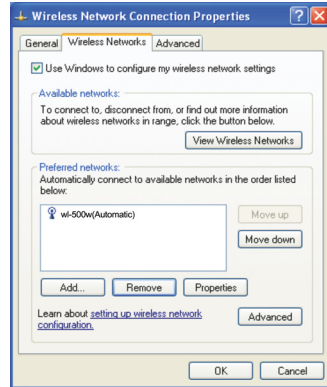 Wireless Network Connection Properties
General Wireless Networks Advanced
Use Windows to configure my wireless network settings
Available networks:
To connect to, disconnect from, or find out more information
about wireless networks in range, click the button below.
View Wireless Networks
Preferred networks:
Automatically connect to available networks in the order listed
below:
wl-500w(Automatic)
Move up
Move down
Add... Remove Properties
Learn about setting up wireless network
configuration.
Advanced
OK Cancel